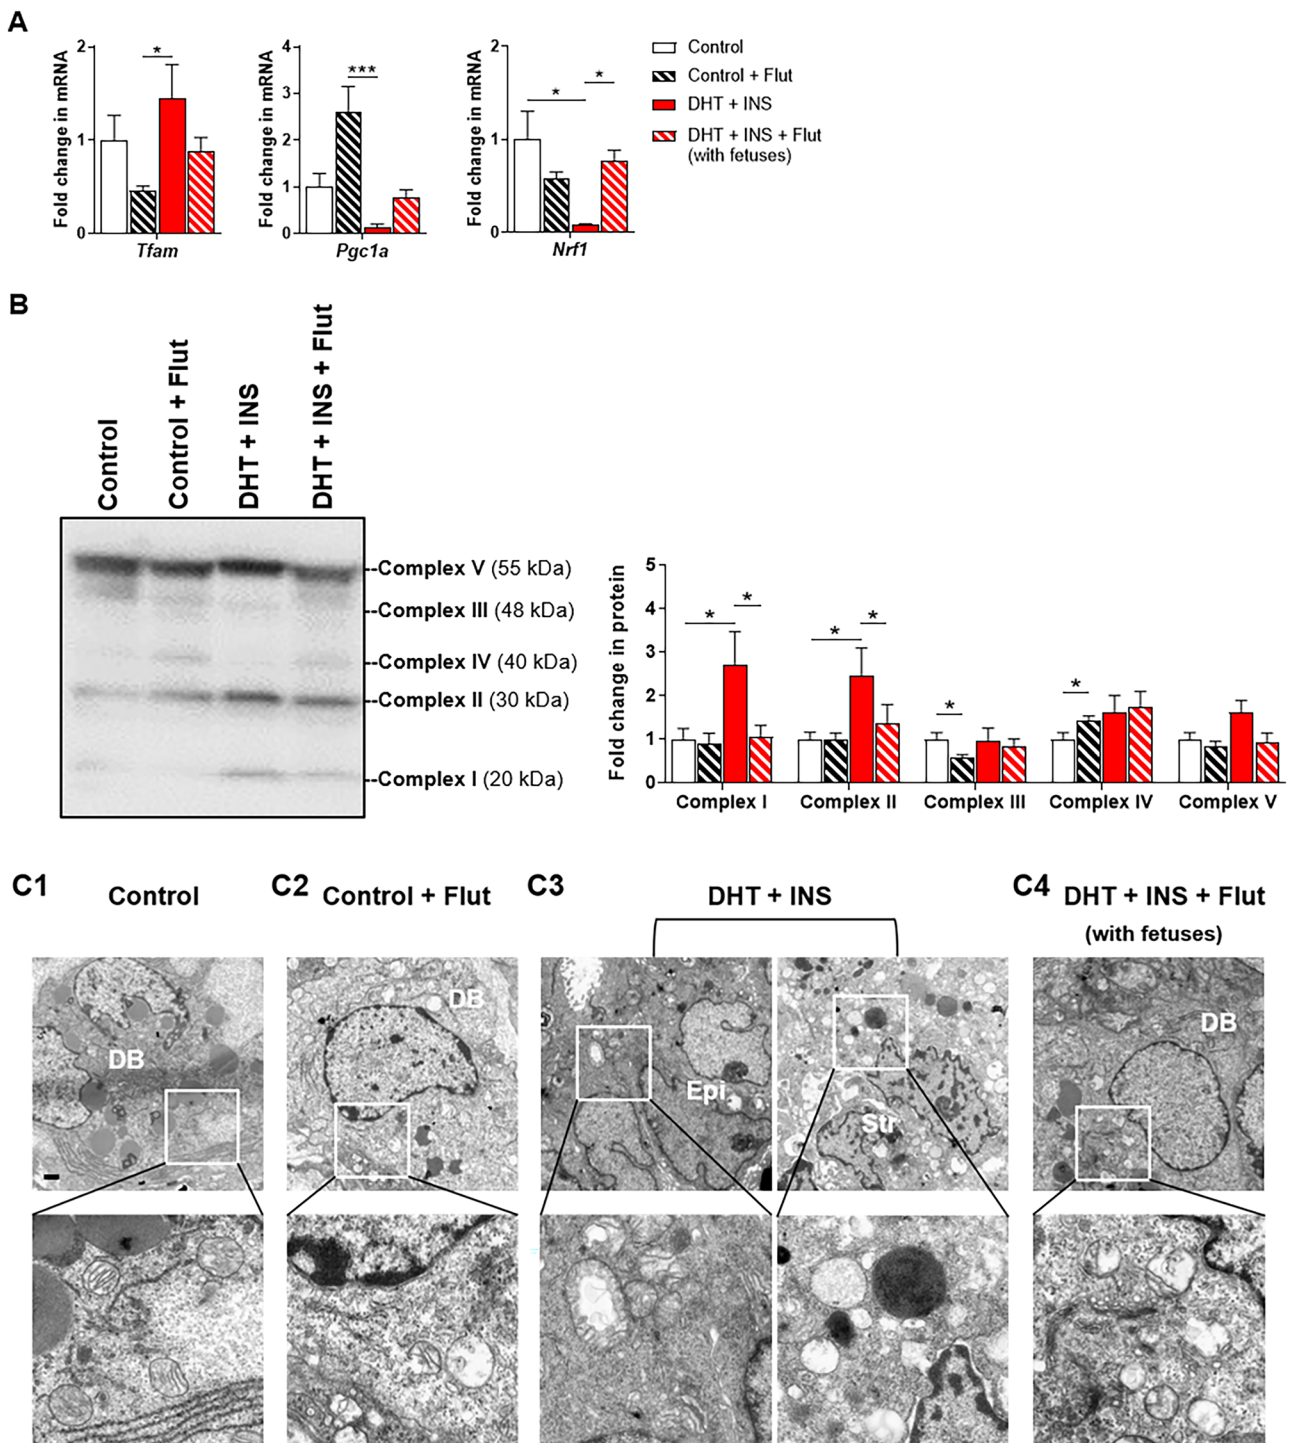 A
2
1
0
Fold change in mRNA
*
Tfam
4
3
2
1
0
Fold change in mRNA
***
Pgc1a
2
1
0
Fold change in mRNA
*
*
Nrf1
Control
Control + Flut
DHT + INS
DHT + INS + Flut
(with fetuses)
B
Control
Control + Flut
DHT + INS
DHT + INS + Flut
Complex V (55 kDa)
Complex III (48 kDa)
Complex IV (40 kDa)
Complex II (30 kDa)
Complex I (20 kDa)
Fold change in protein
5
4
3
2
1
0
*
*
*
*
*
*
Complex I
Complex II
Complex III
Complex IV
Complex V
C1
Control
C2
Control + Flut
C3
DHT + INS
C4
DHT + INS + Flut
(with fetuses)
DB
DB
Epi
Str
DB